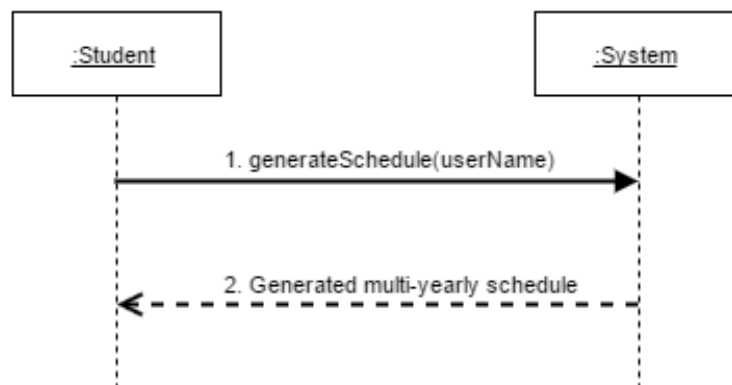 :Student
:System
1. generateSchedule(userName)
2. Generated multi-yearly schedule